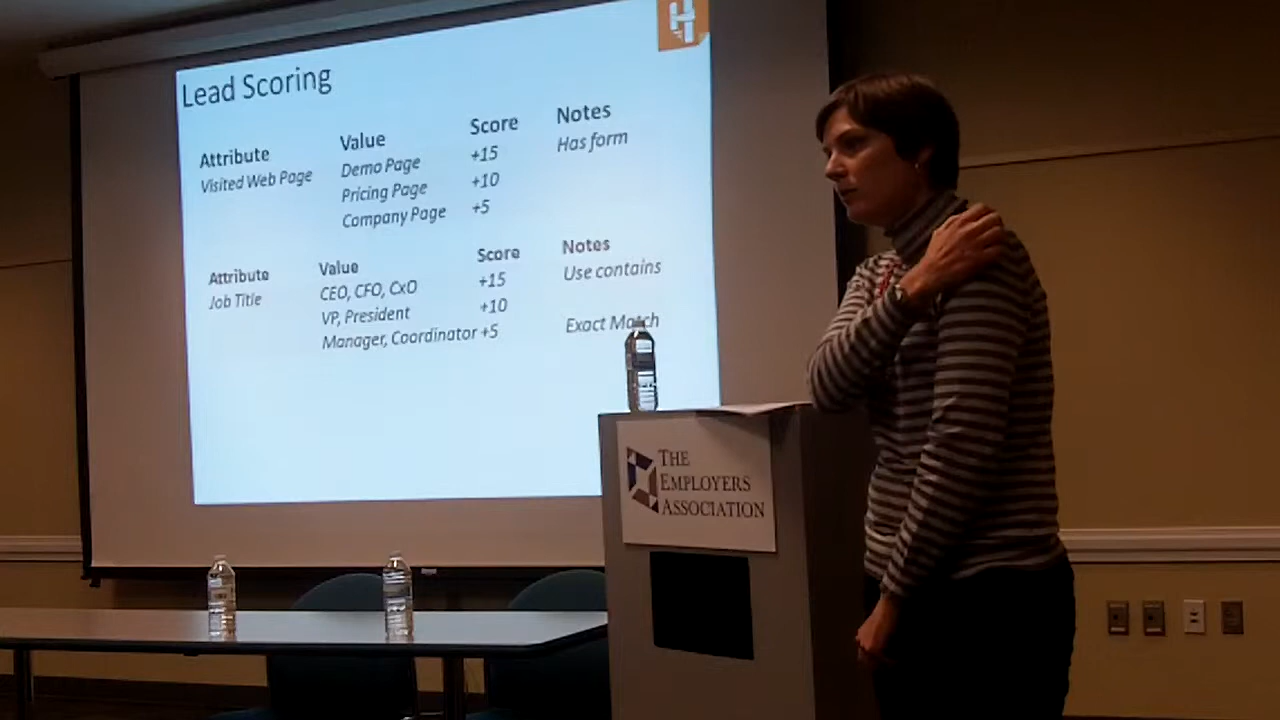 Lead Scoring
Attribute Value Score Notes
Visited Web Page Demo Page +15 Has form
Pricing Page +10
Company Page +5
Attribute Value Score Notes
Job Title CEO, CFO, CxO +15 Use contains
VP, President +10
Manager, Coordinator +5 Exact Match
THE
EMPLOYERS
ASSOCIATION